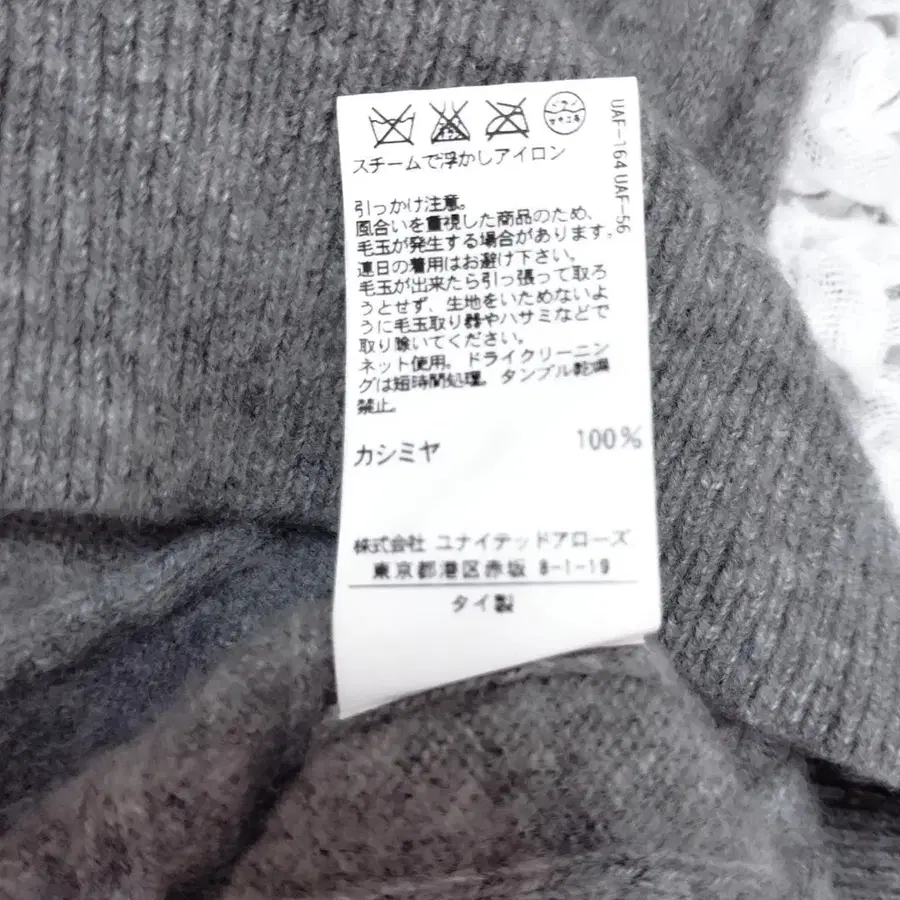 スチームで浮かしアイロン
引っかけ注意。
風合いを重視した商品のため、
毛玉が発生する場合があります。
連日の着用はお避け下さい。
毛玉が出来たら引っ張って取ろ
うとせず、生地をいためないよ
うに毛玉取り器やハサミなどで
取り除いてください。
ネット使用。ドライクリーニン
グは短時間処理。タンブル乾燥
禁止。
カシミヤ 100%
株式会社 ユナイテッドアローズ
東京都港区赤坂 8-1-19
タイ製
UAF-164 UAF-56